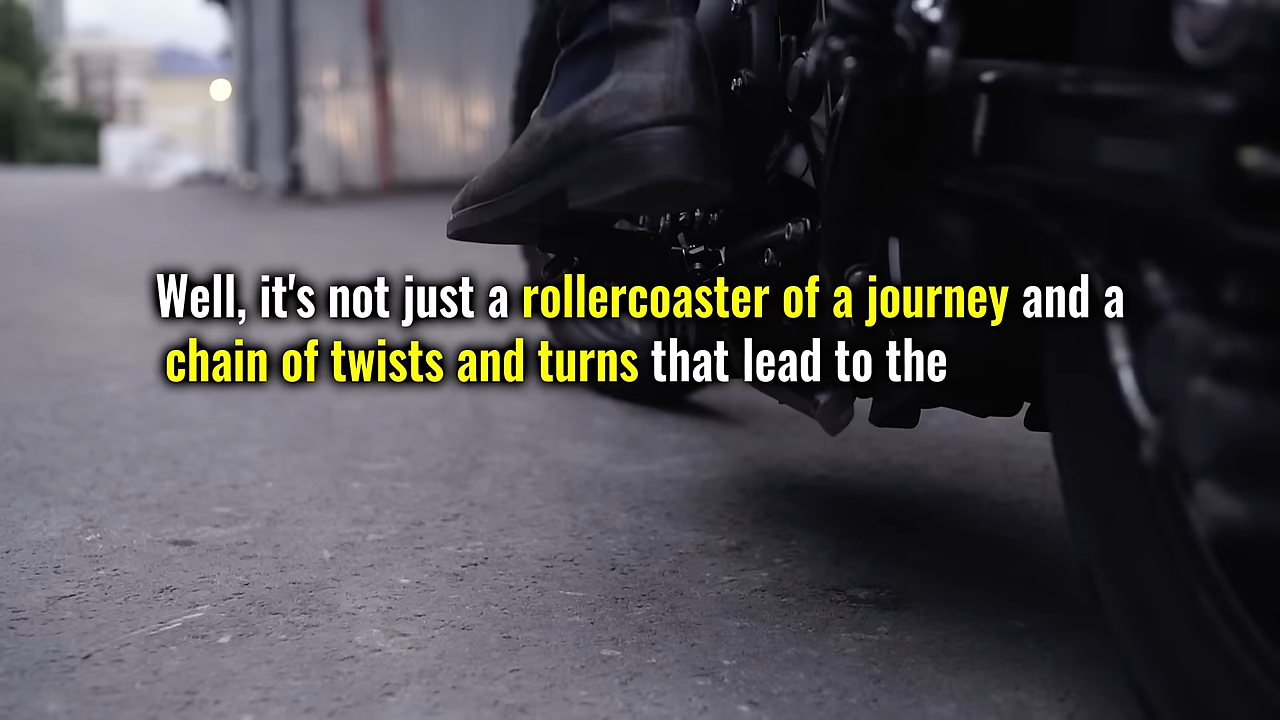 Well, it's not just a rollercoaster of a journey and a
chain of twists and turns that lead to the